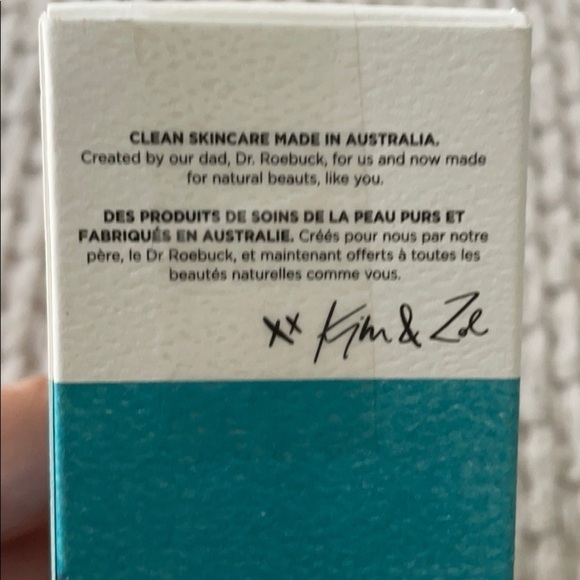 CLEAN SKINCARE MADE IN AUSTRALIA.
Created by our dad, Dr. Roebuck, for us and now made
for natural beauts, like you.
DES PRODUITS DE SOINS DE LA PEAU PURS ET
FABRIQUÉS EN AUSTRALIE. Créés pour nous par notre
père, le Dr Roebuck, et maintenant offerts à toutes les
beautés naturelles comme vous.
xx Kim & Zoe